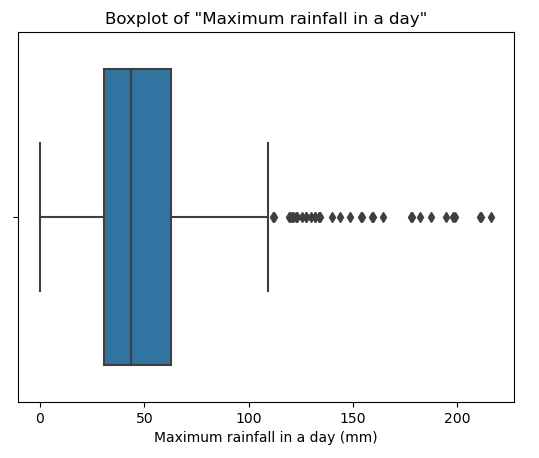 Boxplot of "Maximum rainfall in a day"
0 50 100 150 200
Maximum rainfall in a day (mm)